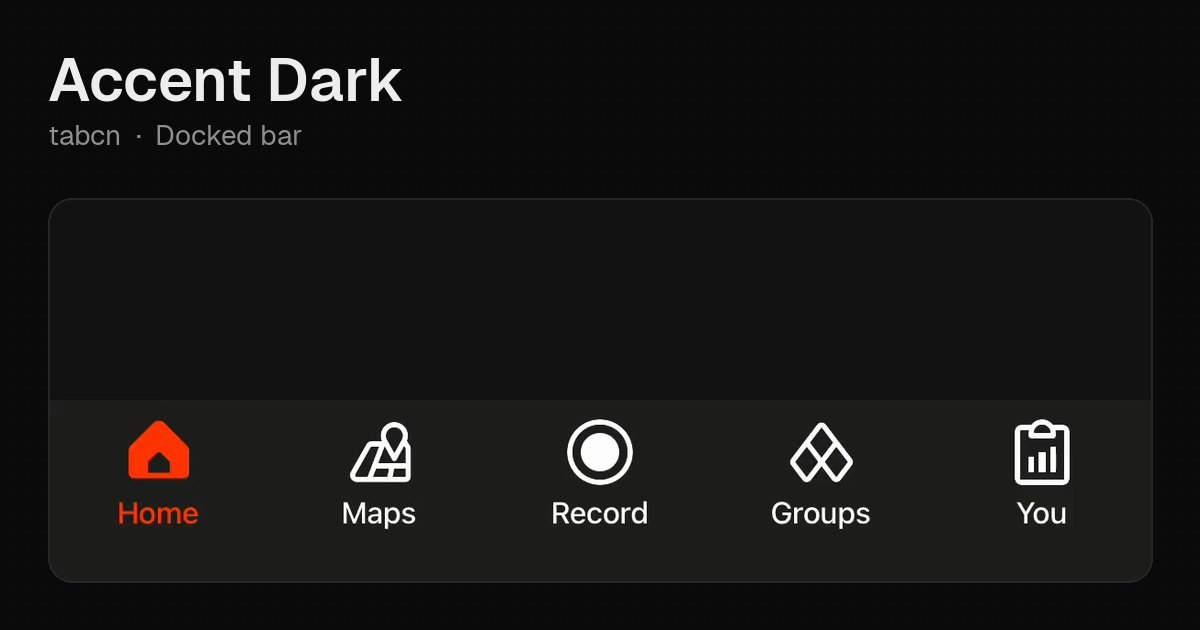 Accent Dark
tabcn · Docked bar
Home
Maps
Record
Groups
You